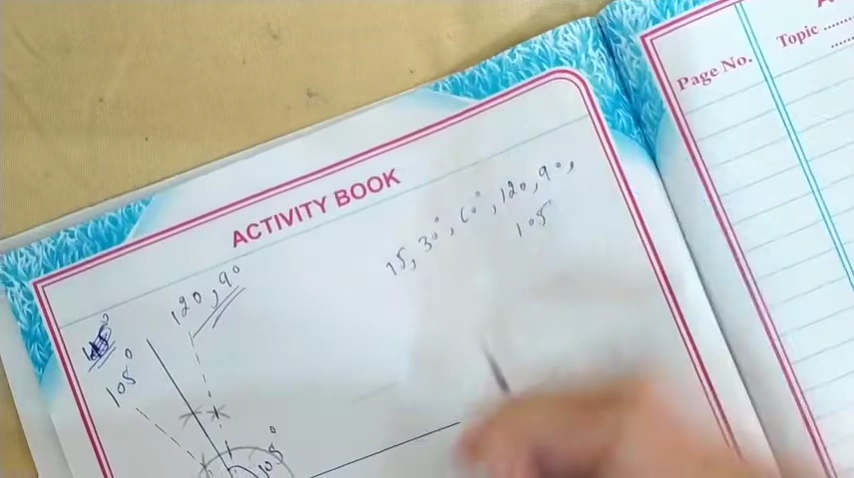 ACTIVITY BOOK
Page No.
Topic ........
15, 30°, 60°, 120, 90°,
105
120, 90
105°
105°